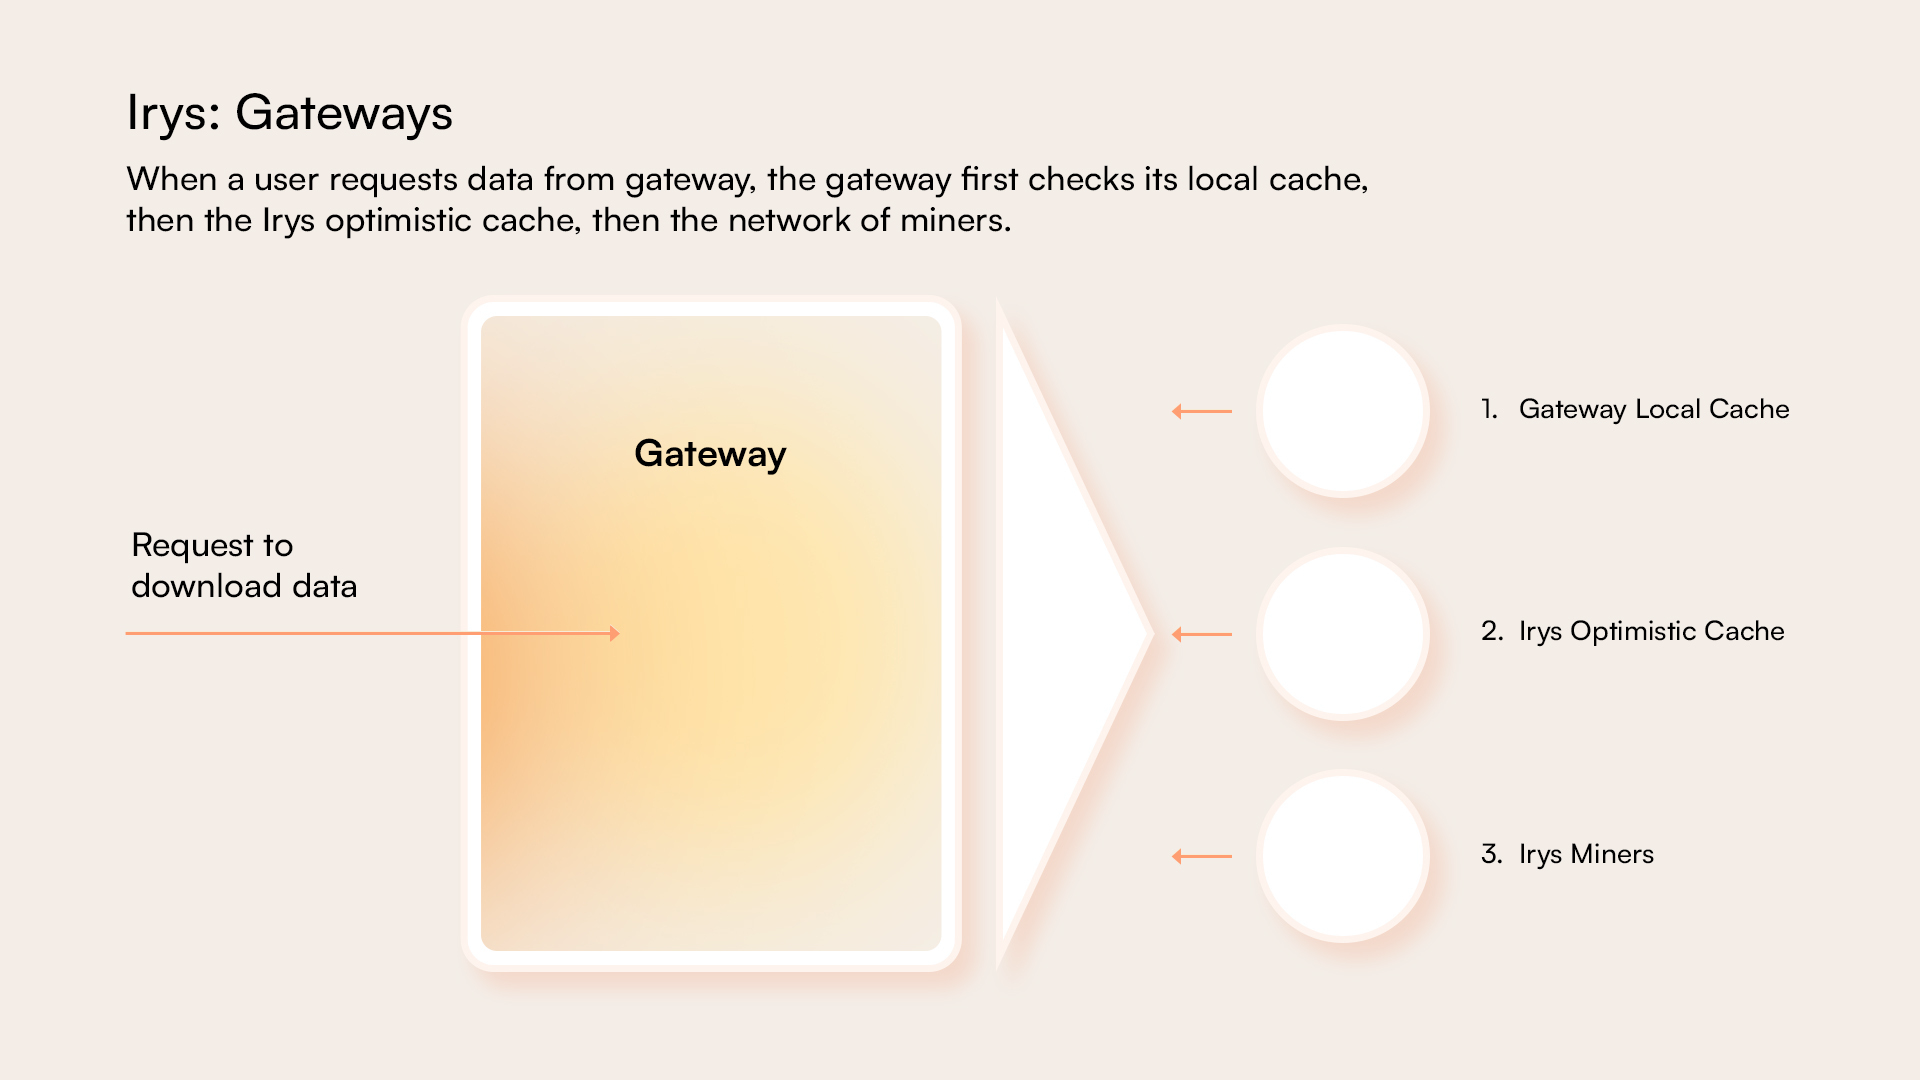 Irys: Gateways
When a user requests data from gateway, the gateway first checks its local cache,
then the Irys optimistic cache, then the network of miners.
Gateway
Request to
download data
1. Gateway Local Cache
2. Irys Optimistic Cache
3. Irys Miners